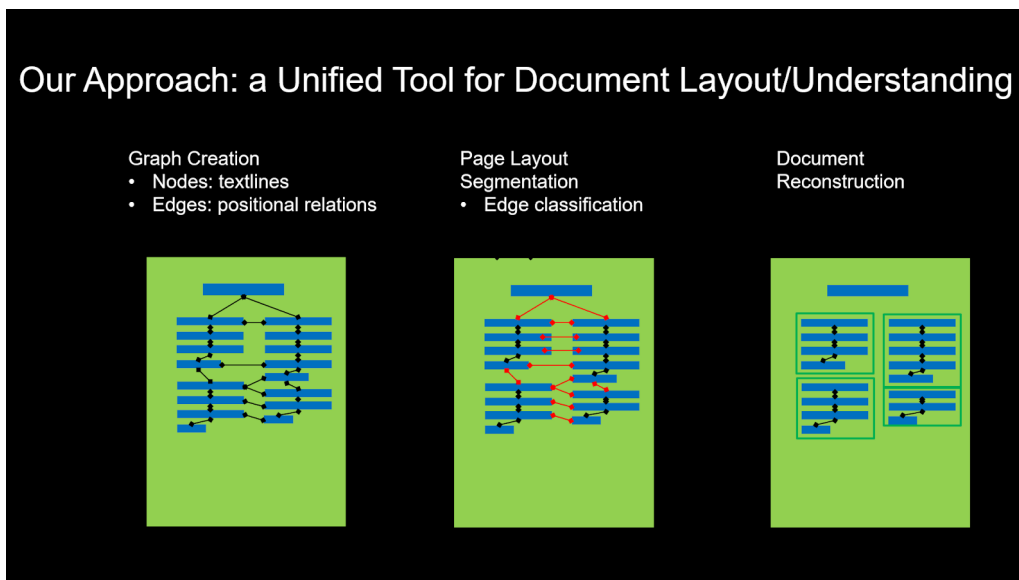 Our Approach: a Unified Tool for Document Layout/Understanding
Graph Creation
• Nodes: textlines
• Edges: positional relations
Page Layout
Segmentation
• Edge classification
Document
Reconstruction